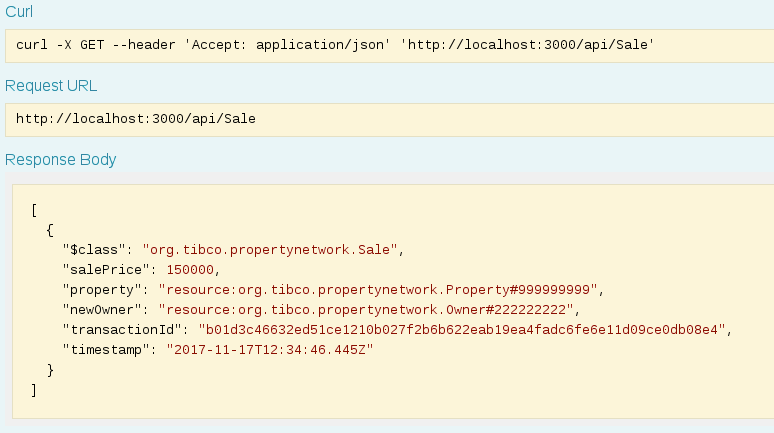 Curl
curl -X GET --header 'Accept: application/json' 'http://localhost:3000/api/Sale'
Request URL
http://localhost:3000/api/Sale
Response Body
[
  {
    "$class": "org.tibco.propertynetwork.Sale",
    "salePrice": 150000,
    "property": "resource:org.tibco.propertynetwork.Property#999999999",
    "newOwner": "resource:org.tibco.propertynetwork.Owner#222222222",
    "transactionId": "b01d3c46632ed51ce1210b027f2b6b622eab19ea4fadc6fe6e11d09ce0db08e4",
    "timestamp": "2017-11-17T12:34:46.445Z"
  }
]